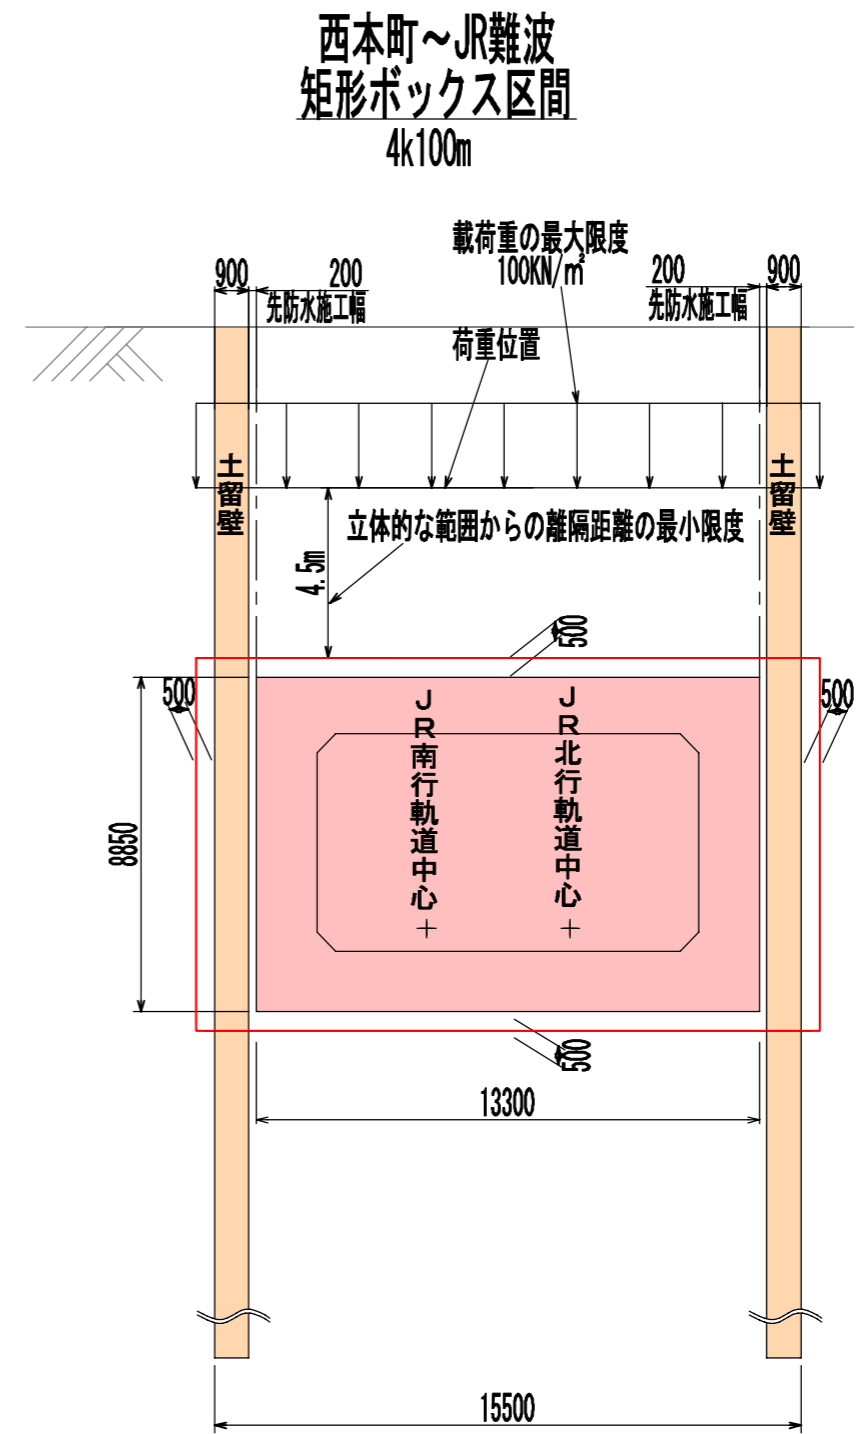 西本町～JR難波
矩形ボックス区間
4k100m
載荷重の最大限度
100KN/㎡
900
200
先防水施工幅
200
900
先防水施工幅
荷重位置
土留壁
土留壁
立体的な範囲からの離隔距離の最小限度
4.5m
500
500
500
JR南行軌道中心
JR北行軌道中心
8850
500
13300
15500